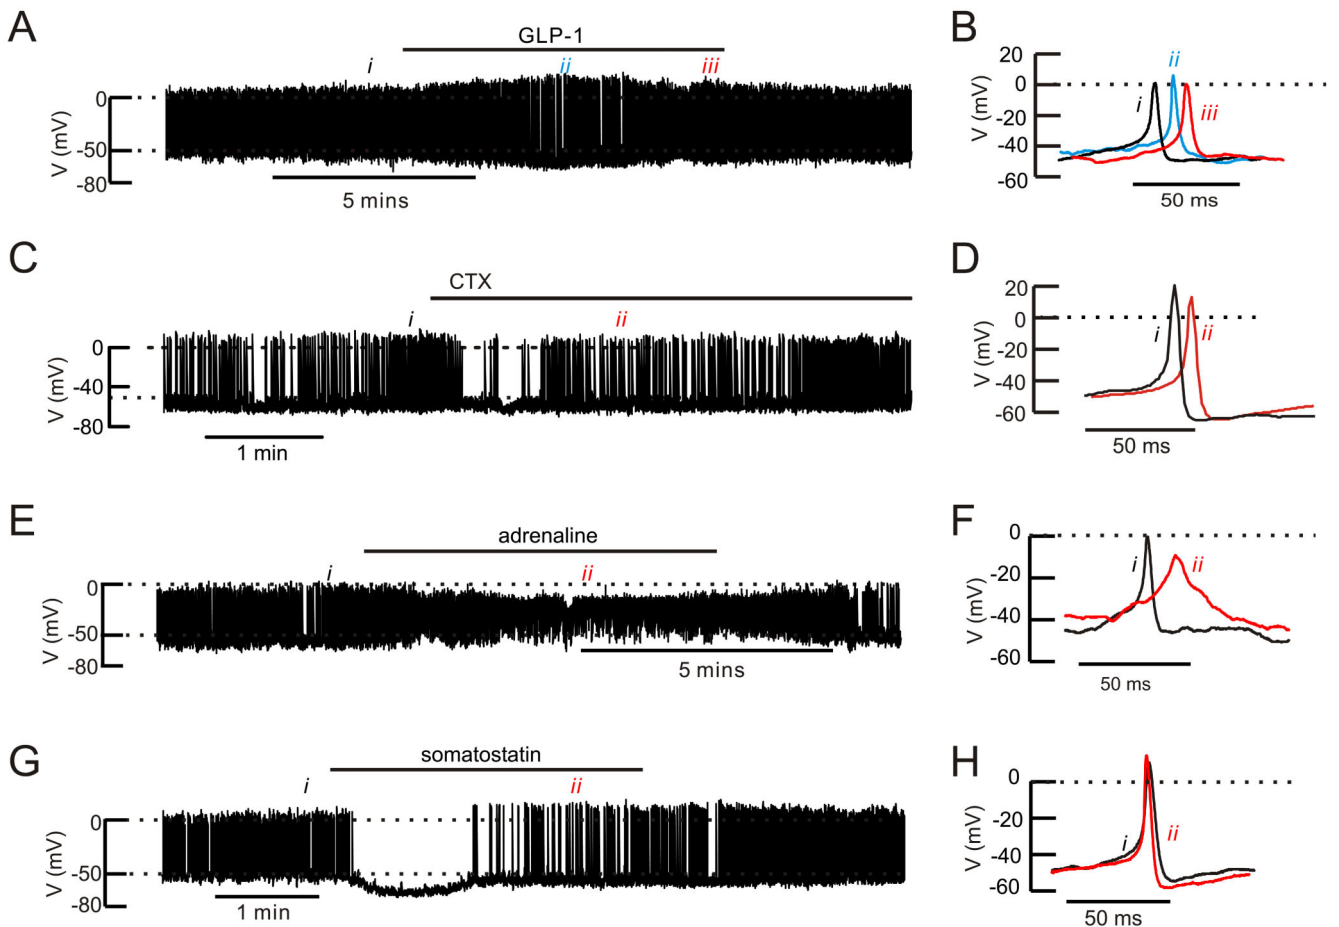 A
GLP-1
i
ii
iii
0
-50
-80
V (mV)
5 mins
B
20
0
-20
-40
-60
V (mV)
i
ii
iii
50 ms
C
CTX
i
ii
0
-40
-80
V (mV)
1 min
D
20
0
-20
-40
-60
V (mV)
i
ii
50 ms
E
adrenaline
i
ii
0
-50
-80
V (mV)
5 mins
F
0
-20
-40
-60
V (mV)
i
ii
50 ms
G
somatostatin
i
ii
0
-50
-80
V (mV)
1 min
H
0
-20
-40
-60
V (mV)
i
ii
50 ms